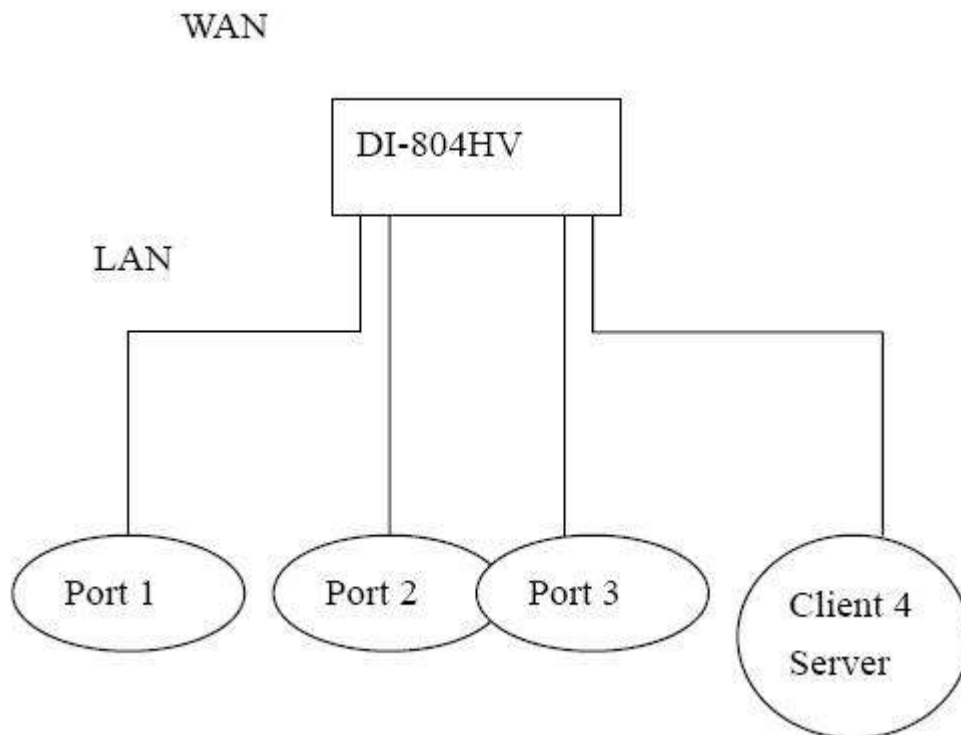 WAN
DI-804HV
LAN
Port 1
Port 2
Port 3
Client 4
Server